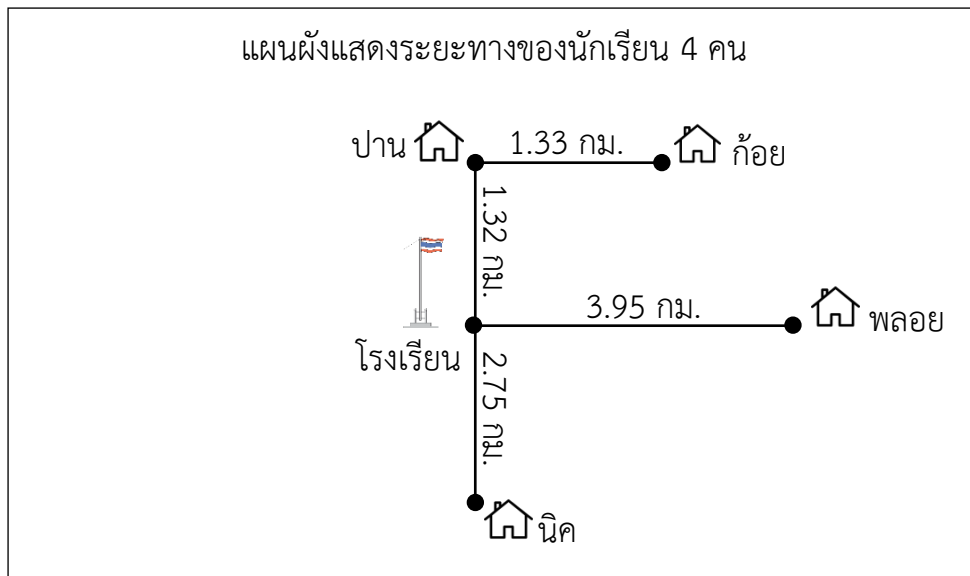 แผนผังแสดงระยะทางของนักเรียน 4 คน
ปาน
1.33 กม.
ก้อย
1.32 กม.
3.95 กม.
พลอย
โรงเรียน
2.75 กม.
นิค